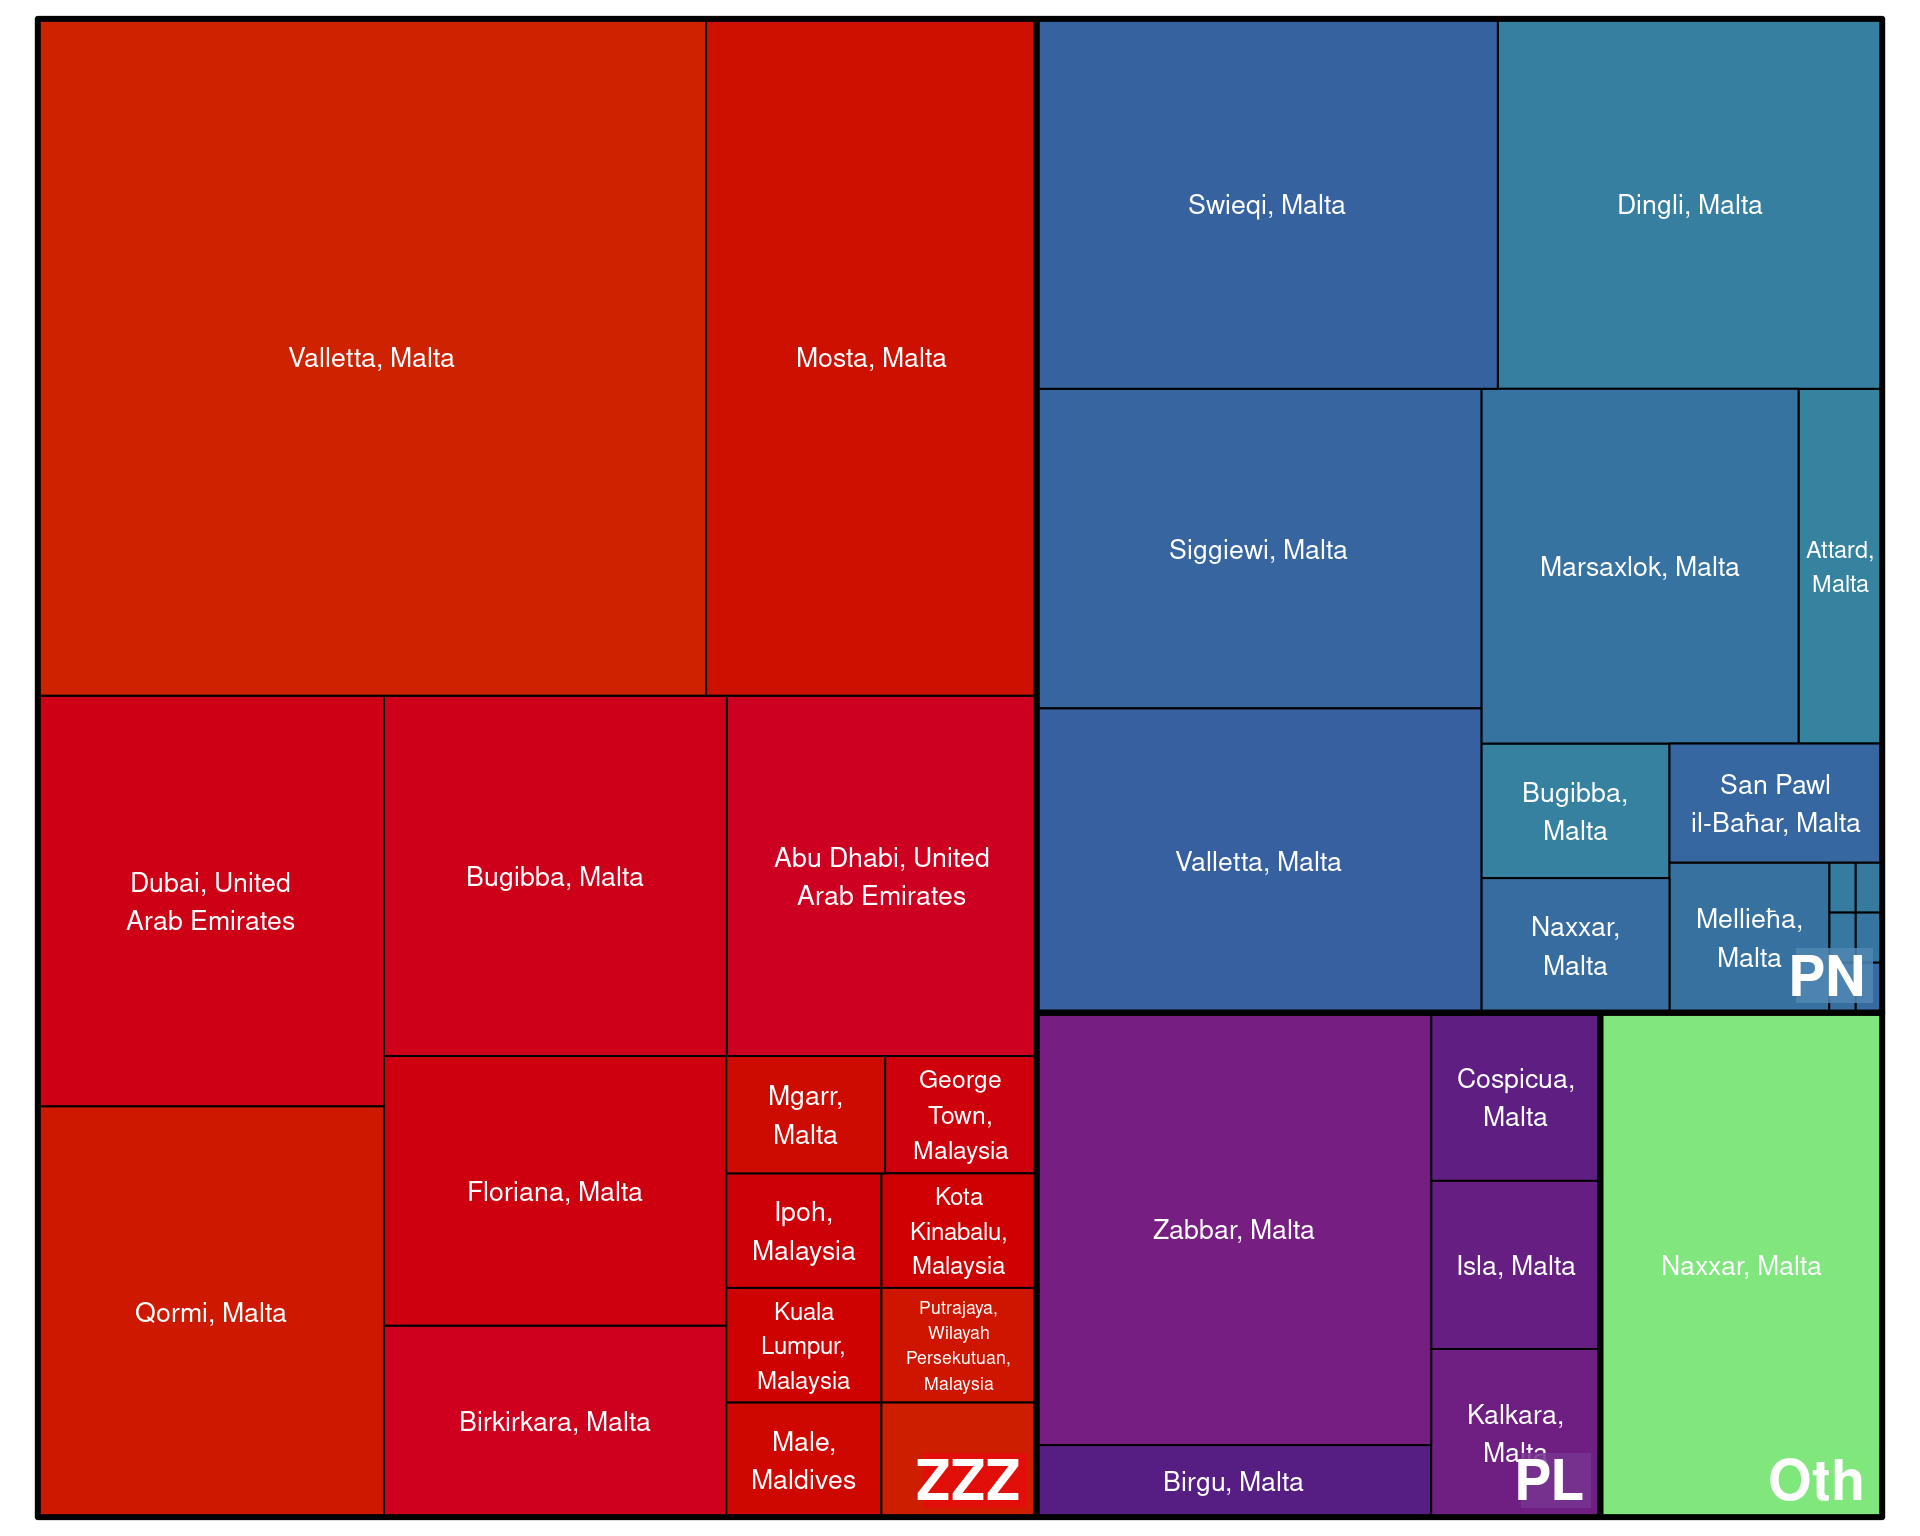 Valletta, Malta
Mosta, Malta
Dubai, United
Arab Emirates
Bugibba, Malta
Abu Dhabi, United
Arab Emirates
Qormi, Malta
Floriana, Malta
Birkirkara, Malta
Mgarr,
Malta
George
Town,
Malaysia
Ipoh,
Malaysia
Kota
Kinabalu,
Malaysia
Kuala
Lumpur,
Malaysia
Putrajaya,
Wilayah
Persekutuan,
Malaysia
Male,
Maldives
ZZZ
Swieqi, Malta
Dingli, Malta
Siggiewi, Malta
Marsaxlok, Malta
Attard,
Malta
Valletta, Malta
Bugibba,
Malta
San Pawl
il-Baħar, Malta
Naxxar,
Malta
Mellieħa,
Malta
PN
Zabbar, Malta
Cospicua,
Malta
Isla, Malta
Kalkara,
Malta
Birgu, Malta
PL
Naxxar, Malta
Oth